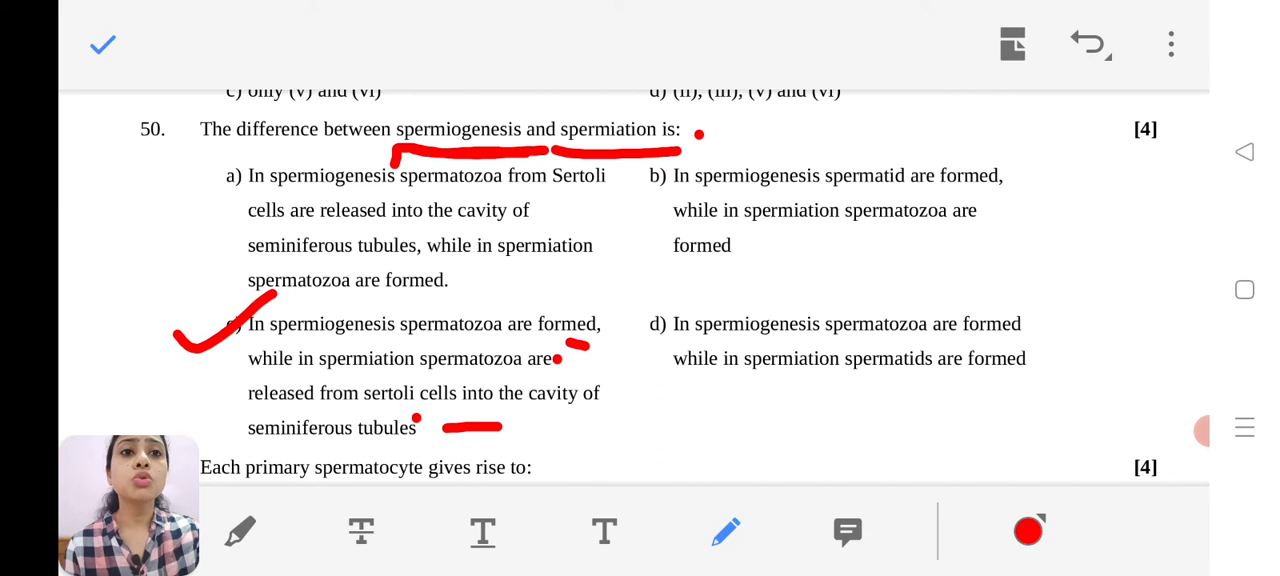 c) only (v) and (vi) d) (ii), (iii), (v) and (vi)
50. The difference between spermiogenesis and spermiation is: [4]
a) In spermiogenesis spermatozoa from Sertoli
cells are released into the cavity of
seminiferous tubules, while in spermiation
spermatozoa are formed.
b) In spermiogenesis spermatid are formed,
while in spermiation spermatozoa are
formed
c) In spermiogenesis spermatozoa are formed,
while in spermiation spermatozoa are
released from sertoli cells into the cavity of
seminiferous tubules
d) In spermiogenesis spermatozoa are formed
while in spermiation spermatids are formed
Each primary spermatocyte gives rise to: [4]
T T T